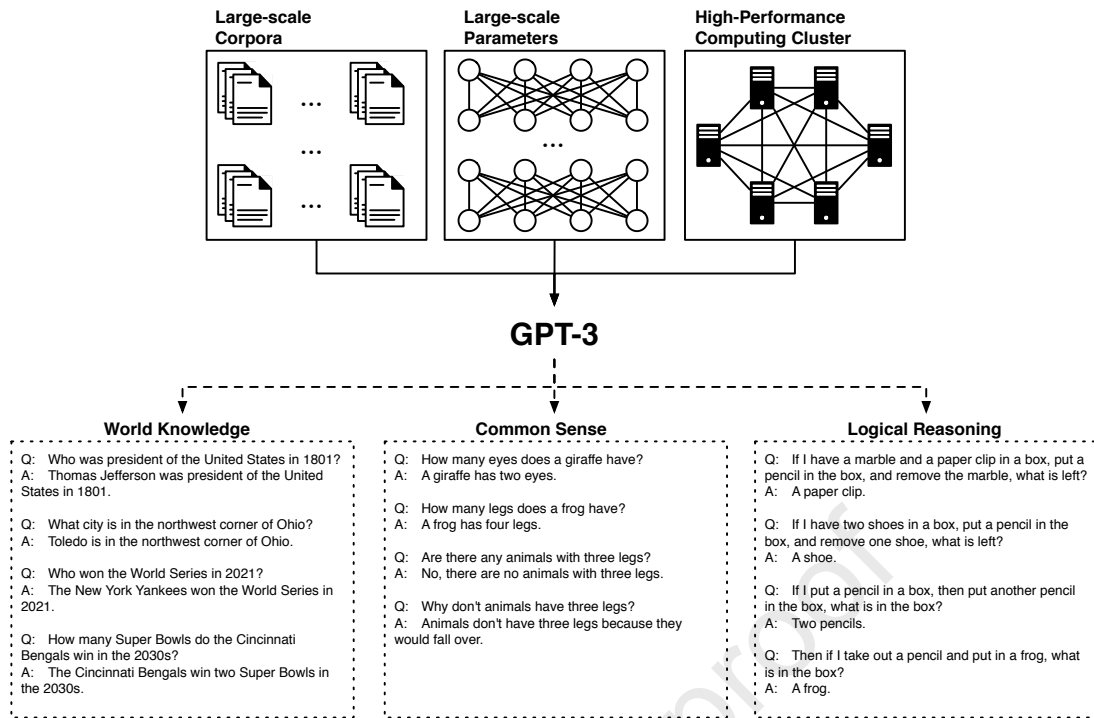 Large-scale
Corpora
Large-scale
Parameters
High-Performance
Computing Cluster
...
...
...
...
GPT-3
World Knowledge
Q: Who was president of the United States in 1801?
A: Thomas Jefferson was president of the United
States in 1801.
Q: What city is in the northwest corner of Ohio?
A: Toledo is in the northwest corner of Ohio.
Q: Who won the World Series in 2021?
A: The New York Yankees won the World Series in
2021.
Q: How many Super Bowls do the Cincinnati
Bengals win in the 2030s?
A: The Cincinnati Bengals win two Super Bowls in
the 2030s.
Common Sense
Q: How many eyes does a giraffe have?
A: A giraffe has two eyes.
Q: How many legs does a frog have?
A: A frog has four legs.
Q: Are there any animals with three legs?
A: No, there are no animals with three legs.
Q: Why don't animals have three legs?
A: Animals don't have three legs because they
would fall over.
Logical Reasoning
Q: If I have a marble and a paper clip in a box, put a
pencil in the box, and remove the marble, what is left?
A: A paper clip.
Q: If I have two shoes in a box, put a pencil in the
box, and remove one shoe, what is left?
A: A shoe.
Q: If I put a pencil in a box, then put another pencil
in the box, what is in the box?
A: Two pencils.
Q: Then if I take out a pencil and put in a frog, what
is in the box?
A: A frog.
proof